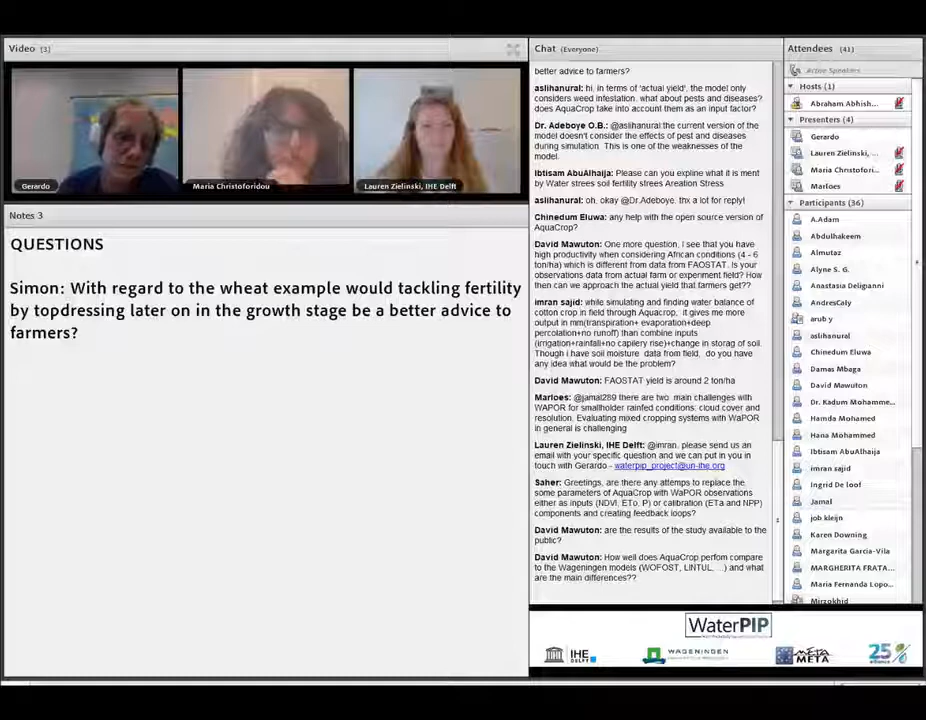 Video (3)
Gerardo
Maria Christoforidou
Lauren Zielinski, IHE Delft
Notes 3
QUESTIONS
Simon: With regard to the wheat example would tackling fertility
by topdressing later on in the growth stage be a better advice to
farmers?
Chat (Everyone)
better advice to farmers?
aslihanural: hi, in terms of 'actual yield', the model only
considers weed infestation. what about pests and diseases?
does AquaCrop take into account them as an input factor?
Dr. Adeboye O.B.: @aslihanural the current version of the
model doesn't consider the effects of pest and diseases
during simulation. This is one of the weaknesses of the
model.
Ibtisam AbuAlhaija: Please can you expline what it is ment
by Water strees soil fertility strees Areation Stress
aslihanural: oh, okay @Dr.Adeboye. thx a lot for reply!
Chinedum Eluwa: any help with the open source version of
AquaCrop?
David Mawuton: One more question, I see that you have
high productivity when considering African conditions (4 - 6
ton/ha) which is different from data from FAOSTAT. Is your
observations data from actual farm or experiment field? How
then can we approach the actual yield that farmers get??
imran sajid: while simulating and finding water balance of
cotton crop in field through Aquacrop, it gives me more
output in mm(transpiration+ evaporation+deep
percolation+no runoff) than combine inputs
(irrigation+rainfall+no capilery rise)+change in storag of soil.
Though i have soil moisture data from field, do you have
any idea what would be the problem?
David Mawuton: FAOSTAT yield is around 2 ton/ha
Marloes: @jamal289 there are two main challenges with
WAPOR for smallholder rainfed conditions: cloud cover and
resolution. Evaluating mixed cropping systems with WaPOR
in general is challenging
Lauren Zielinski, IHE Delft: @imran, please send us an
email with your specific question and we can put in you in
touch with Gerardo - waterpip_project@un-ihe.org
Saher: Greetings, are there any attemps to replace the
some parameters of AquaCrop with WaPOR observations
either as inputs (NDVI, ETo, P) or calibration (ETa and NPP)
components and creating feedback loops?
David Mawuton: are the results of the study available to the
public?
David Mawuton: How well does AquaCrop perfom compare
to the Wageningen models (WOFOST, LINTUL, ...) and what
are the main differences??
Attendees (41)
Active Speakers
Hosts (1)
Abraham Abhish...
Presenters (4)
Gerardo
Lauren Zielinski, ...
Maria Christofori...
Marloes
Participants (36)
A.Adam
Abdulhakeem
Almutaz
Alyne S. G.
Anastasia Deligianni
AndresCaly
arub y
aslihanural
Chinedum Eluwa
Damas Mbaga
David Mawuton
Dr. Kadum Mohomme...
Hamda Mohamed
Hana Mohammed
Ibtisam AbuAlhaija
imran sajid
Ingrid De loof
Jamal
job kleijn
Karen Downing
Margarita Garcia-Vila
MARGHERITA FRATA...
Maria Fernanda Lopo...
Mirzokhid
WaterPIP
IHE
DELFT
WAGENINGEN
META
META
25